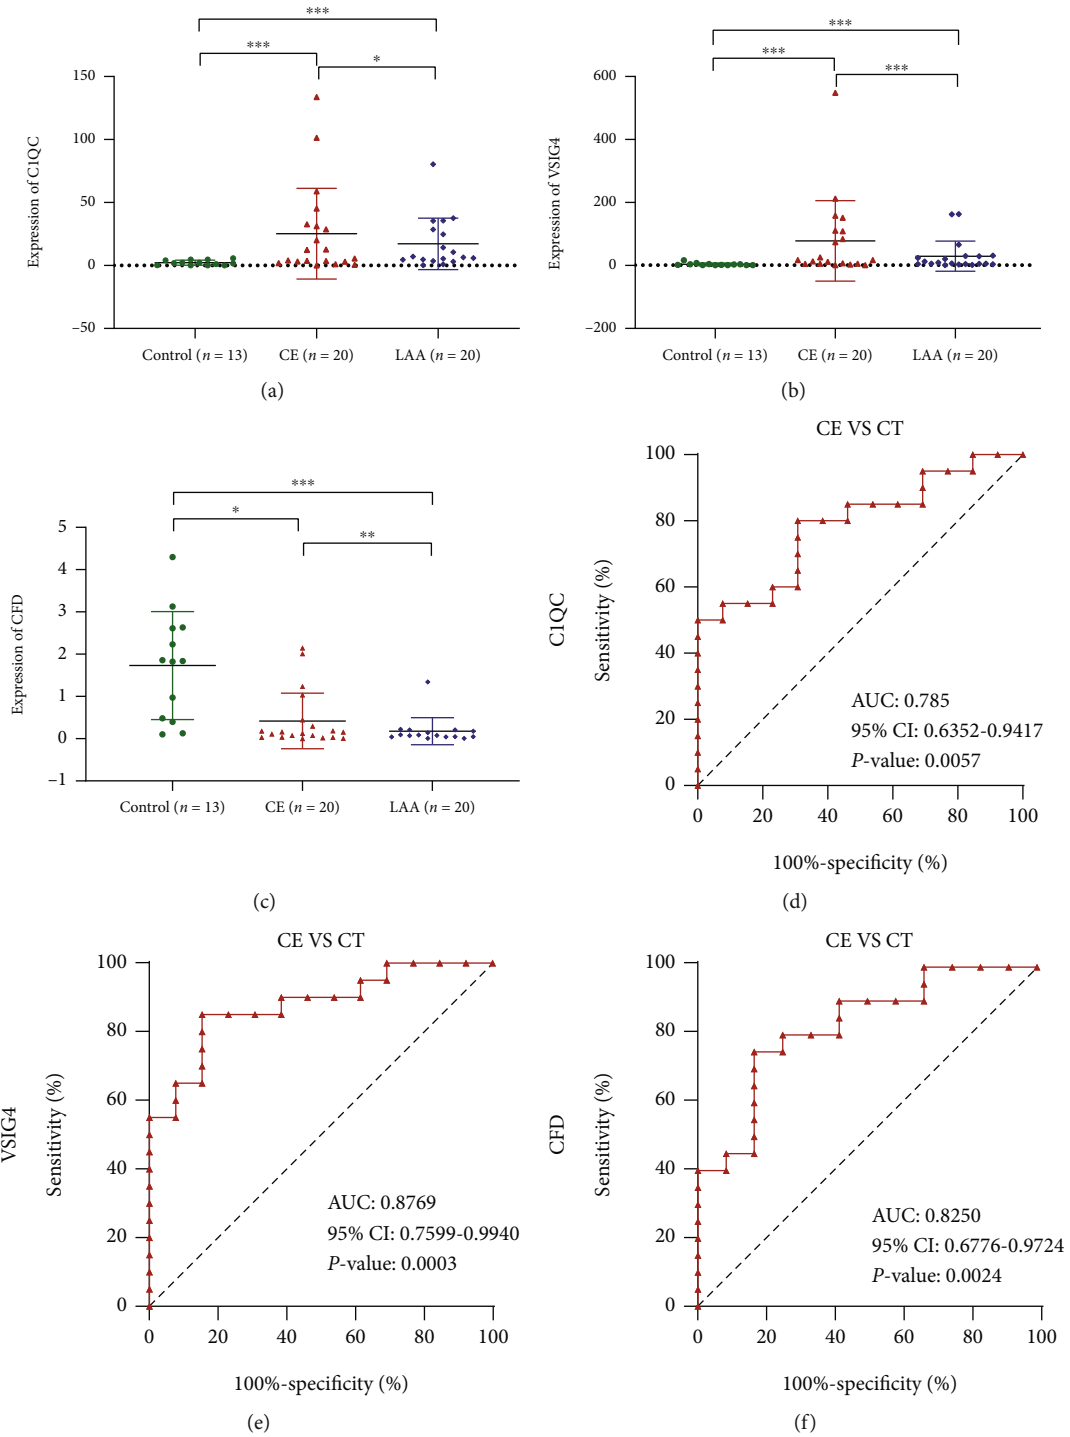 ***
***
*
150
100
50
0
–50
Expression of C1QC
Control (n = 13)
CE (n = 20)
LAA (n = 20)
(a)
***
***
***
600
400
200
0
–200
Expression of VSIG4
Control (n = 13)
CE (n = 20)
LAA (n = 20)
(b)
***
*
**
5
4
3
2
1
0
–1
Expression of CFD
Control (n = 13)
CE (n = 20)
LAA (n = 20)
(c)
CE VS CT
100
80
60
40
20
0
C1QC
Sensitivity (%)
AUC: 0.785
95% CI: 0.6352-0.9417
P-value: 0.0057
0 20 40 60 80 100
100%-specificity (%)
(d)
CE VS CT
100
80
60
40
20
0
VSIG4
Sensitivity (%)
AUC: 0.8769
95% CI: 0.7599-0.9940
P-value: 0.0003
0 20 40 60 80 100
100%-specificity (%)
(e)
CE VS CT
100
80
60
40
20
0
CFD
Sensitivity (%)
AUC: 0.8250
95% CI: 0.6776-0.9724
P-value: 0.0024
0 20 40 60 80 100
100%-specificity (%)
(f)